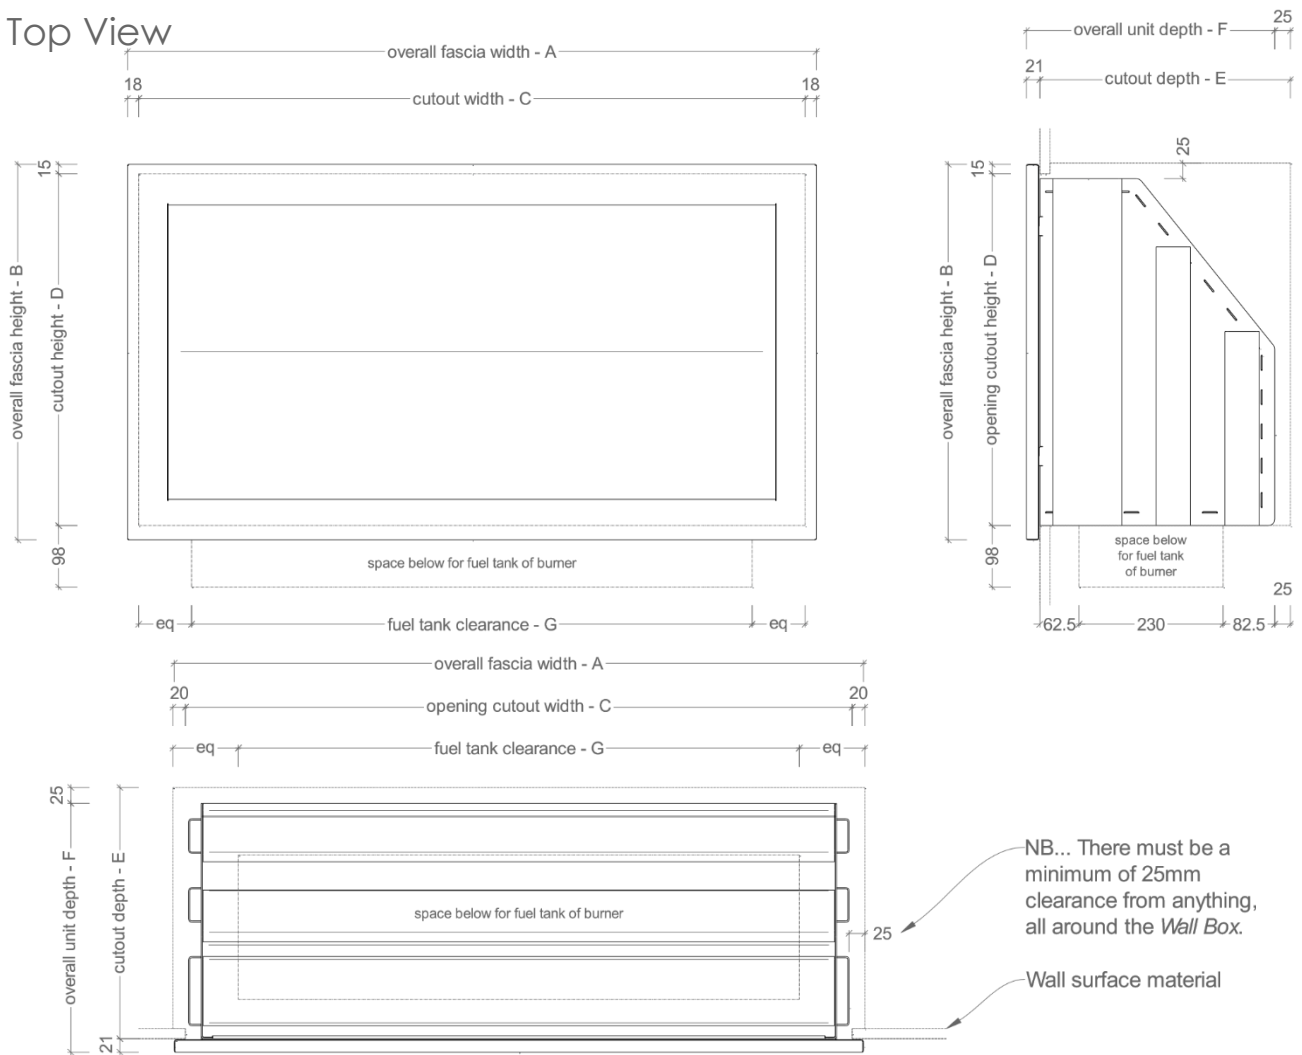 Top View
overall fascia width - A
18
18
cutout width - C
15
overall fascia height - B
cutout height - D
98
space below for fuel tank of burner
eq
fuel tank clearance - G
eq
25
overall unit depth - F
21
cutout depth - E
25
15
overall fascia height - B
opening cutout height - D
98
space below
for fuel tank
of burner
25
62.5
230
82.5
overall fascia width - A
20
20
opening cutout width - C
eq
fuel tank clearance - G
eq
25
overall unit depth - F
cutout depth - E
21
space below for fuel tank of burner
25
NB... There must be a
minimum of 25mm
clearance from anything,
all around the Wall Box.
Wall surface material